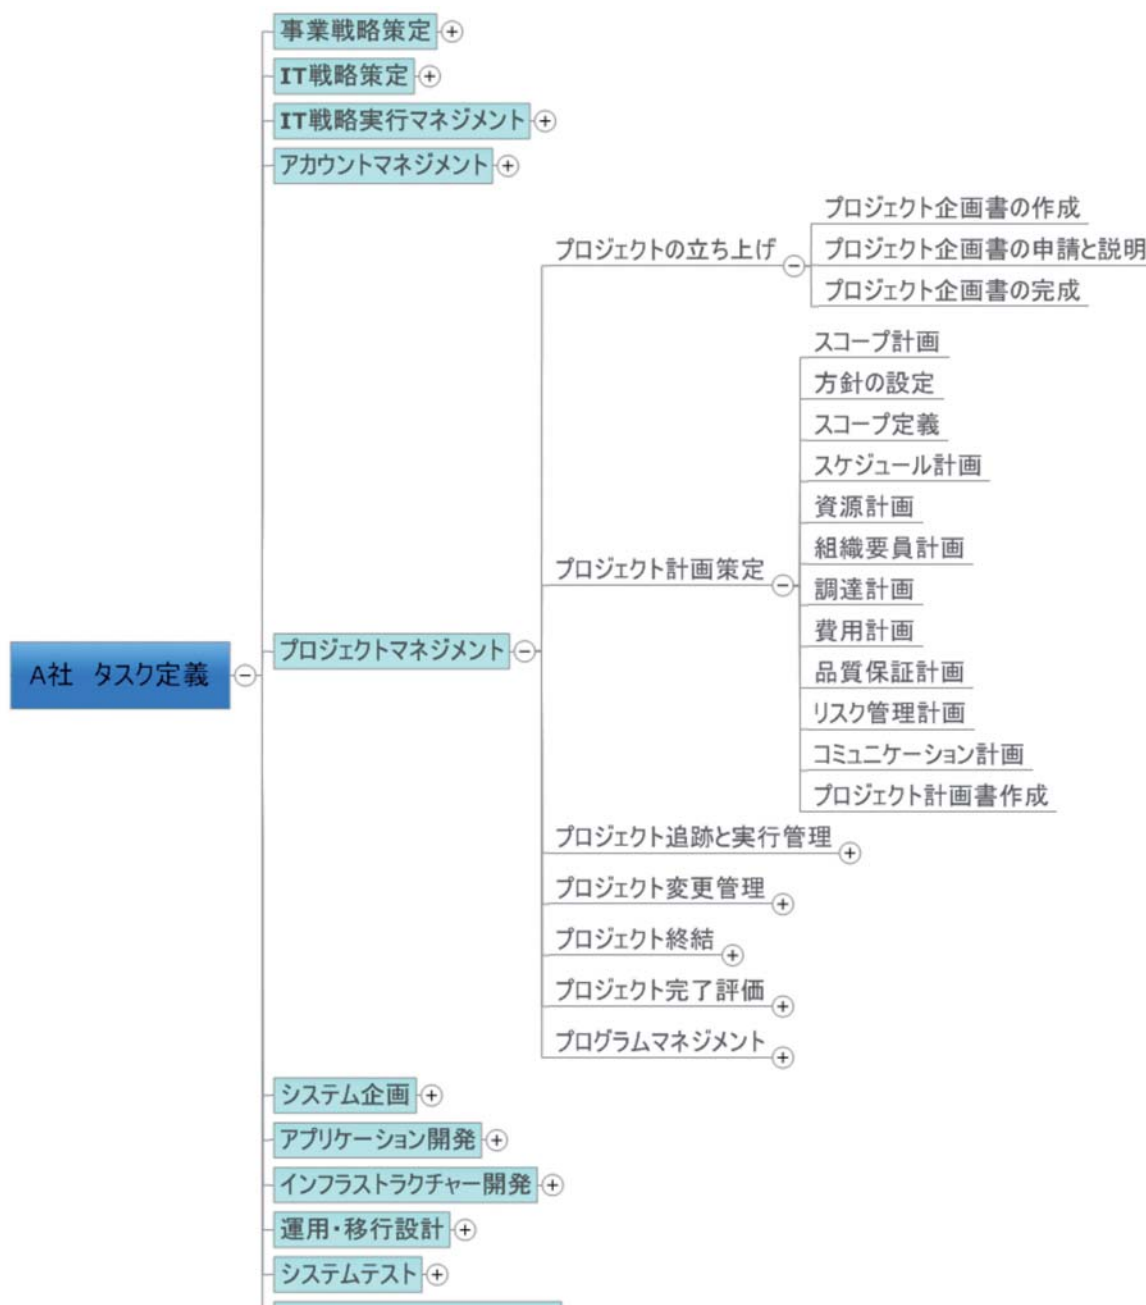 事業戦略策定
IT戦略策定
IT戦略実行マネジメント
アカウントマネジメント
プロジェクトの立ち上げ
プロジェクト企画書の作成
プロジェクト企画書の申請と説明
プロジェクト企画書の完成
プロジェクト計画策定
スコープ計画
方針の設定
スコープ定義
スケジュール計画
資源計画
組織要員計画
調達計画
費用計画
品質保証計画
リスク管理計画
コミュニケーション計画
プロジェクト計画書作成
A社 タスク定義
プロジェクトマネジメント
プロジェクト追跡と実行管理
プロジェクト変更管理
プロジェクト終結
プロジェクト完了評価
プログラムマネジメント
システム企画
アプリケーション開発
インフラストラクチャー開発
運用・移行設計
システムテスト